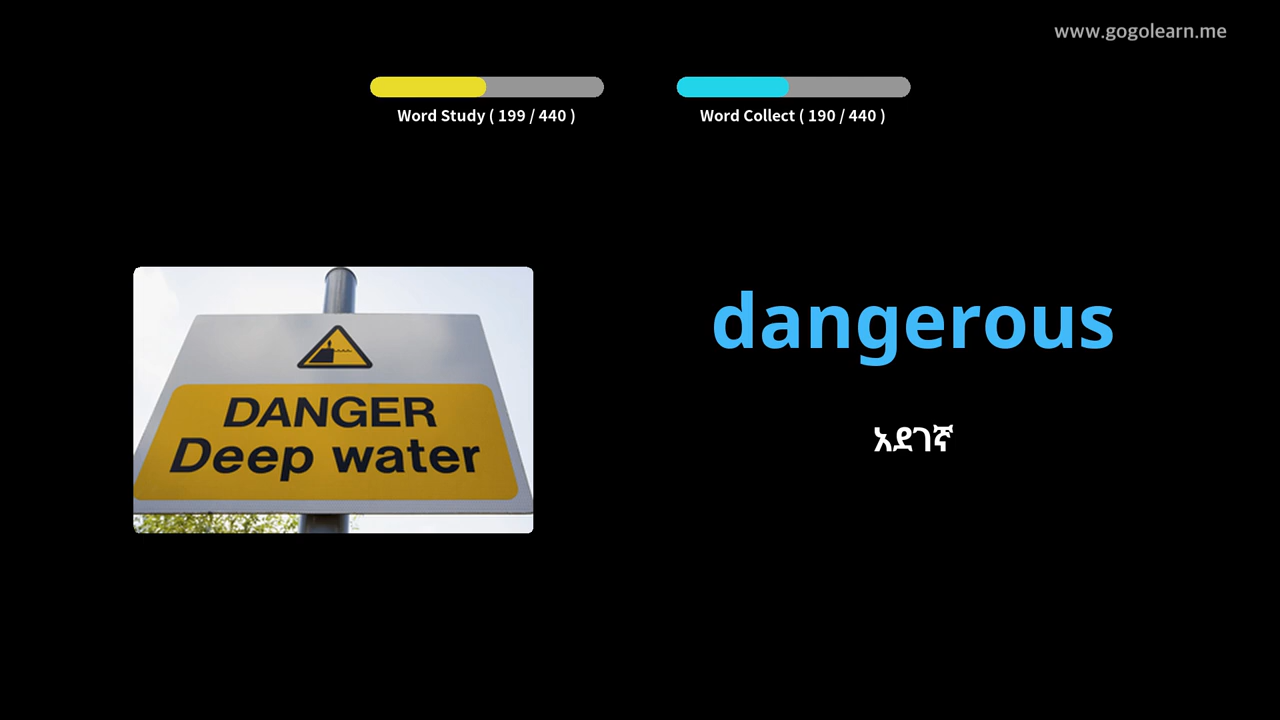 www.gogolearn.me
Word Study ( 199 / 440 )
Word Collect ( 190 / 440 )
DANGER
Deep water
dangerous
አደገኛ